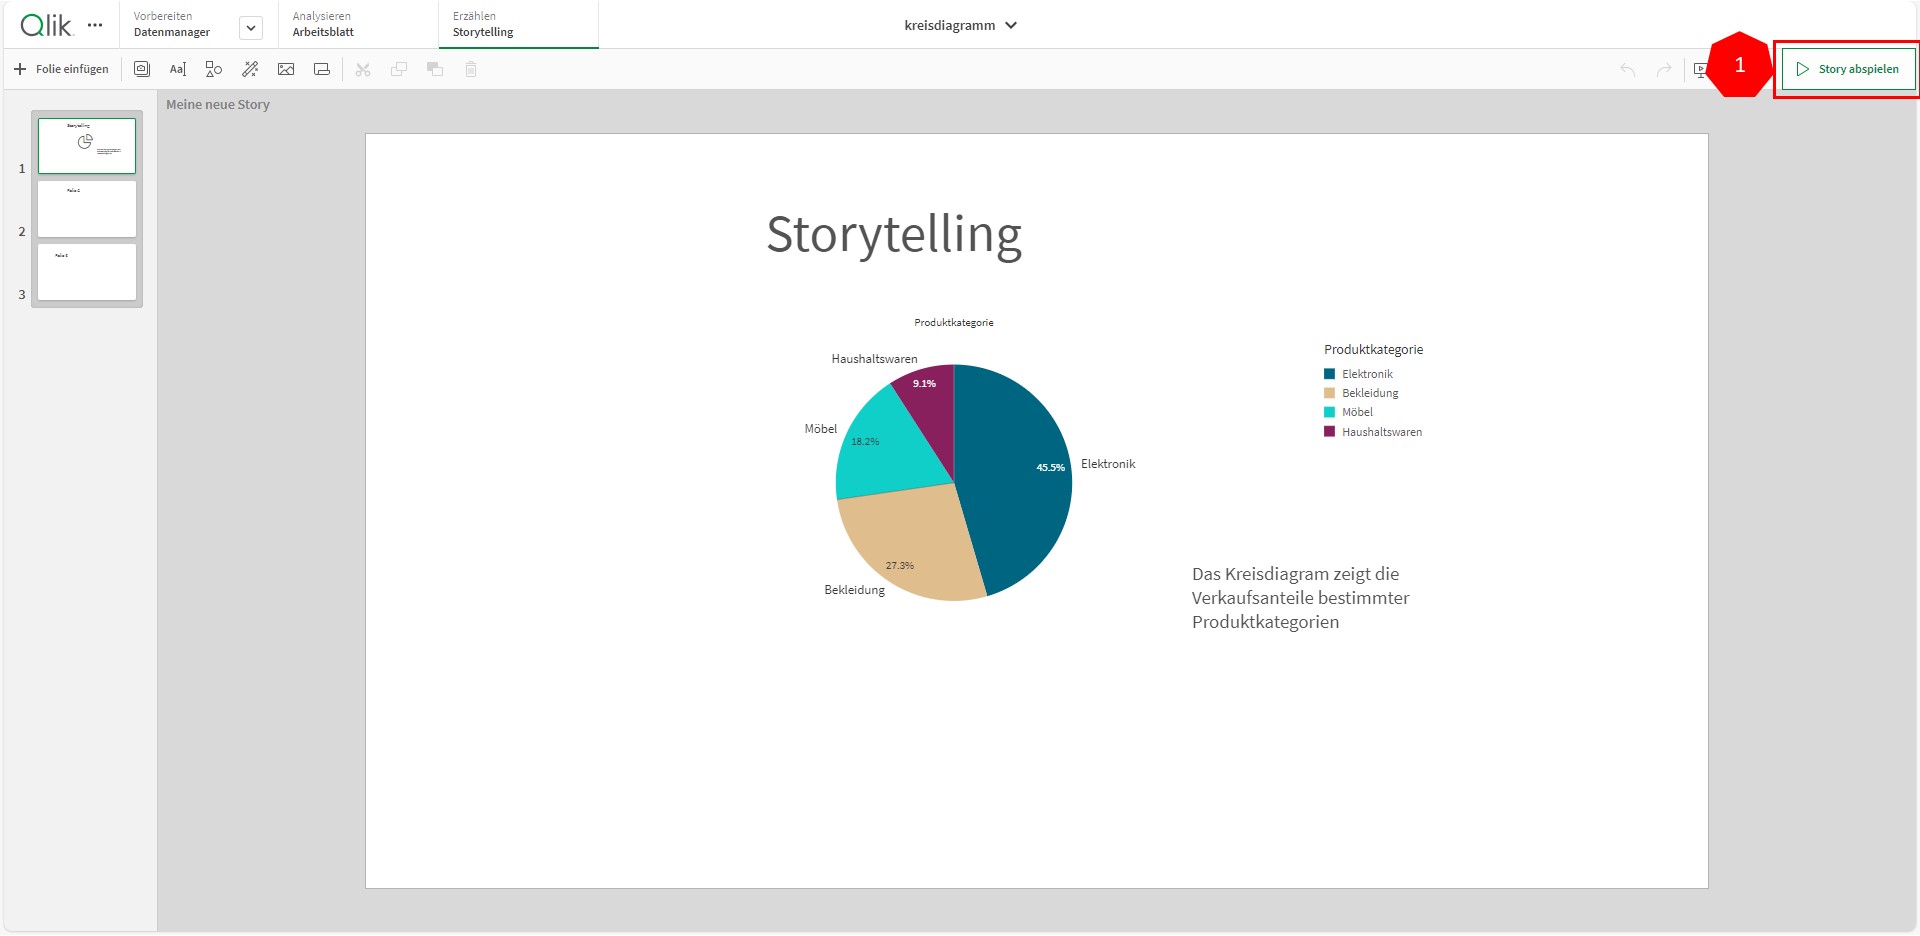 Qlik
Vorbereiten
Datenmanager
Analysieren
Arbeitsblatt
Erzählen
Storytelling
kreisdiagramm
Folie einfügen
Aa
1
Story abspielen
Meine neue Story
Storytelling
1
2
3
Storytelling
Produktkategorie
Haushaltswaren
9.1%
Möbel
18.2%
45.5%
Elektronik
27.3%
Bekleidung
Produktkategorie
Elektronik
Bekleidung
Möbel
Haushaltswaren
Das Kreisdiagram zeigt die
Verkaufsanteile bestimmter
Produktkategorien